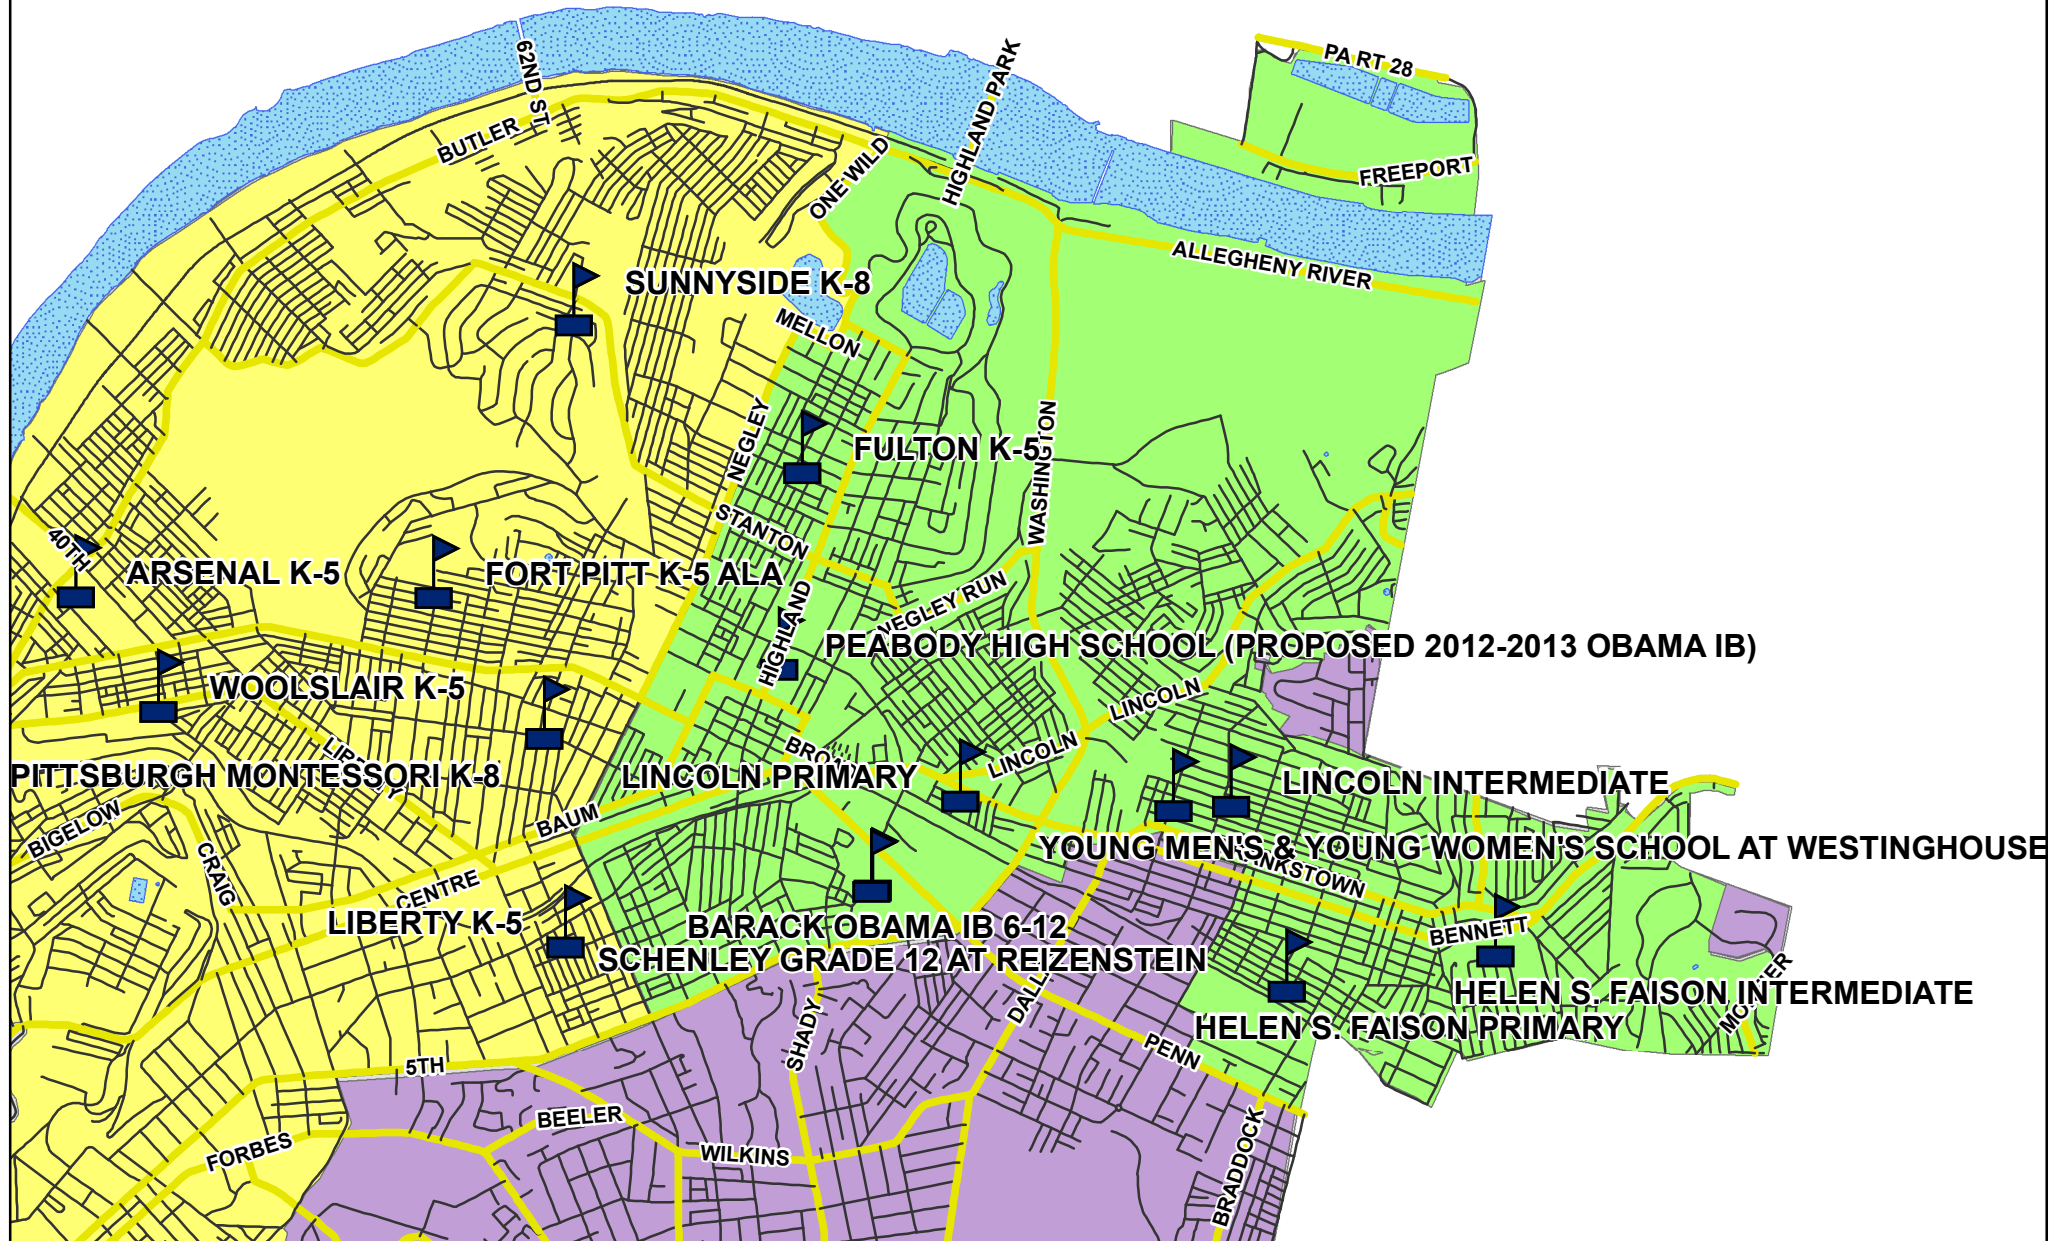 PA RT 28
62ND ST
HIGHLAND PARK
BUTLER
ONE WILD
FREEPORT
ALLEGHENY RIVER
SUNNYSIDE K-8
MELLON
NEGLEY
FULTON K-5
WASHINGTON
STANTON
40TH
ARSENAL K-5
FORT PITT K-5 ALA
NEGLEY RUN
HIGHLAND
PEABODY HIGH SCHOOL (PROPOSED 2012-2013 OBAMA IB)
WOOLSLAIR K-5
LINCOLN
LIBERTY
BROAD
LINCOLN
PITTSBURGH MONTESSORI K-8
LINCOLN PRIMARY
LINCOLN INTERMEDIATE
BIGELOW
BAUM
CRAIG
YOUNG MEN'S & YOUNG WOMEN'S SCHOOL AT WESTINGHOUSE
CENTRE
LIBERTY K-5
BARACK OBAMA IB 6-12
BENNETT
SCHENLEY GRADE 12 AT REIZENSTEIN
HELEN S. FAISON INTERMEDIATE
HELEN S. FAISON PRIMARY
SHADY
PENN
5TH
BEELER
FORBES
WILKINS
BRADDOCK